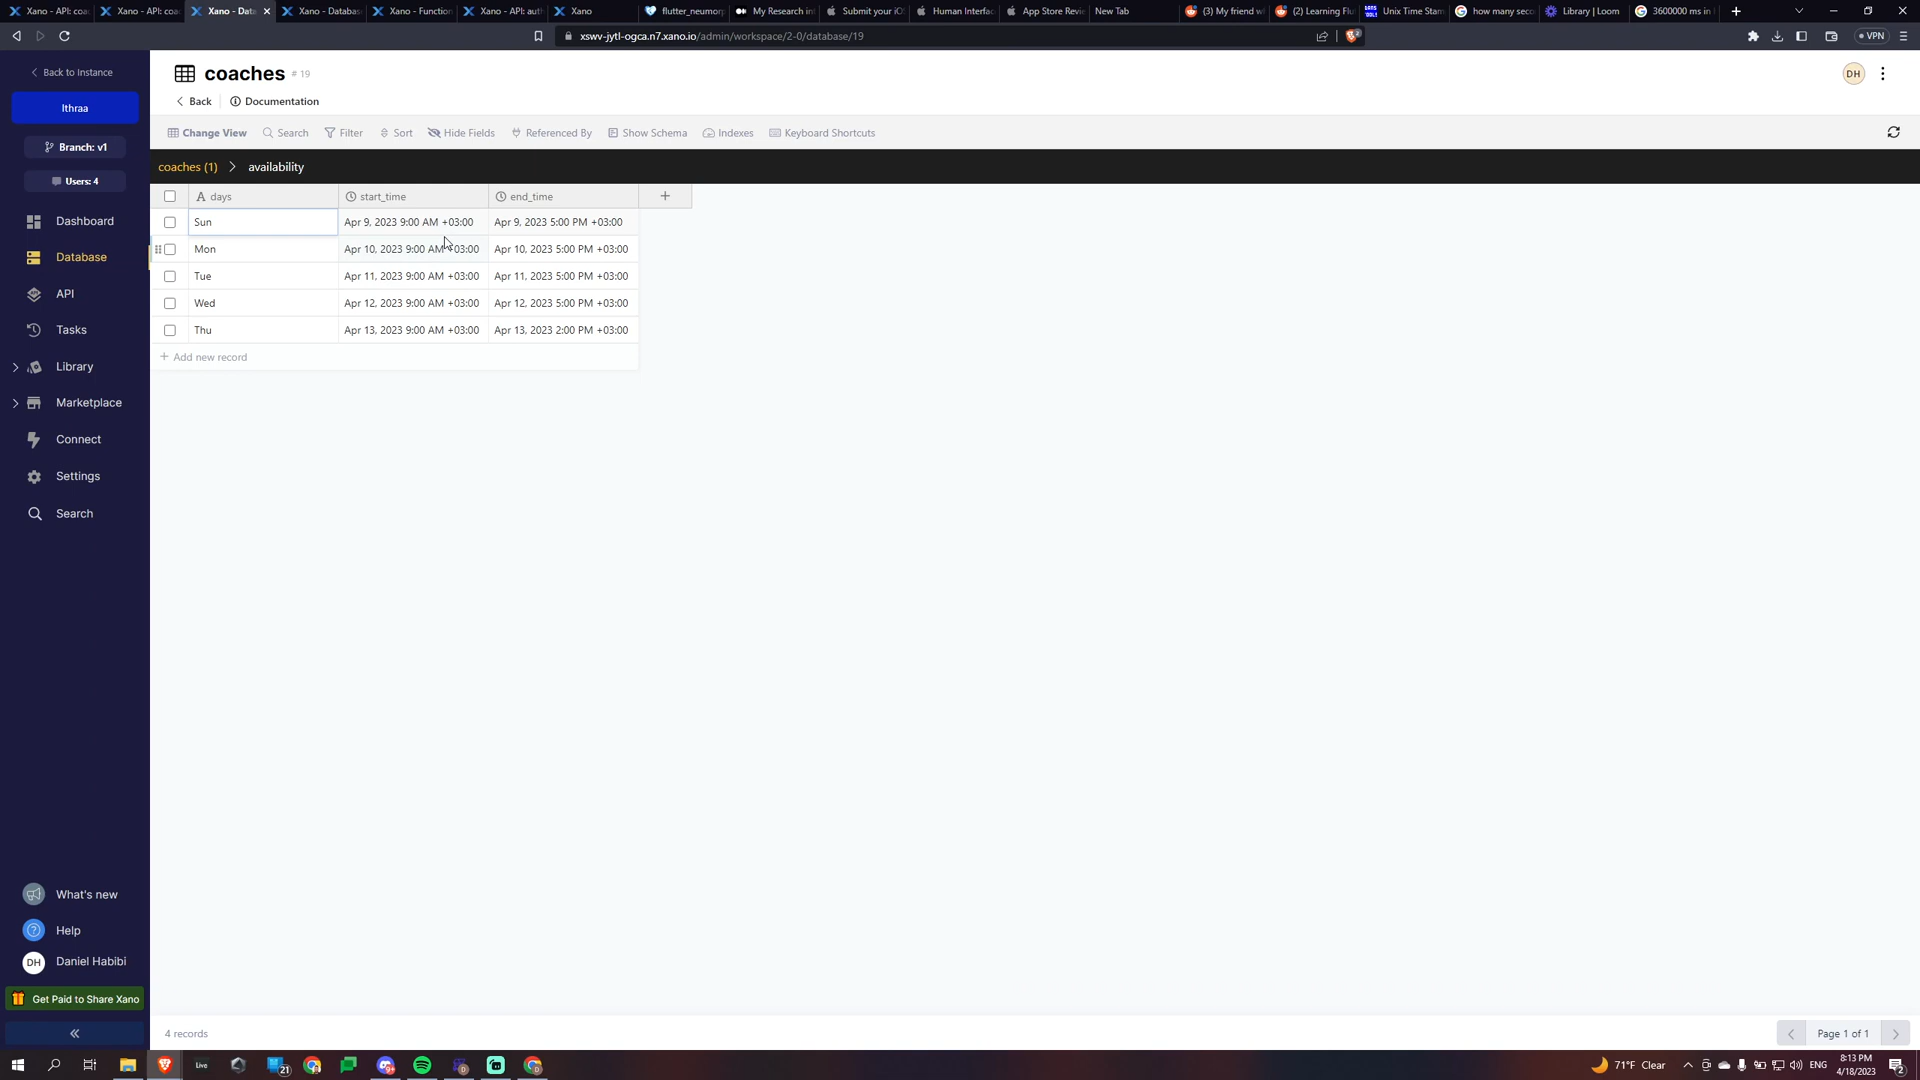 Xano - API: coa
Xano - API: coa
Xano - Data
Xano - Databas
Xano - Function
Xano - API: aut
Xano
flutter_neumorp
My Research int
Submit your iO
Human Interfac
App Store Revie
New Tab
(3) My friend w
(2) Learning Flu
Unix Time Stam
how many seco
Library | Loom
3600000 ms in
xswv-jytl-ogca.n7.xano.io/admin/workspace/2-0/database/19
VPN
Back to Instance
Ithraa
Branch: v1
Users: 4
Dashboard
Database
API
Tasks
Library
Marketplace
Connect
Settings
Search
What's new
Help
DH Daniel Habibi
Get Paid to Share Xano
coaches # 19
DH
Back Documentation
Change View Search Filter Sort Hide Fields Referenced By Show Schema Indexes Keyboard Shortcuts
coaches (1) > availability
days start_time end_time
Sun Apr 9, 2023 9:00 AM +03:00 Apr 9, 2023 5:00 PM +03:00
Mon Apr 10, 2023 9:00 AM +03:00 Apr 10, 2023 5:00 PM +03:00
Tue Apr 11, 2023 9:00 AM +03:00 Apr 11, 2023 5:00 PM +03:00
Wed Apr 12, 2023 9:00 AM +03:00 Apr 12, 2023 5:00 PM +03:00
Thu Apr 13, 2023 9:00 AM +03:00 Apr 13, 2023 2:00 PM +03:00
+ Add new record
4 records
Page 1 of 1
Live
21
71°F Clear
ENG
8:13 PM
4/18/2023